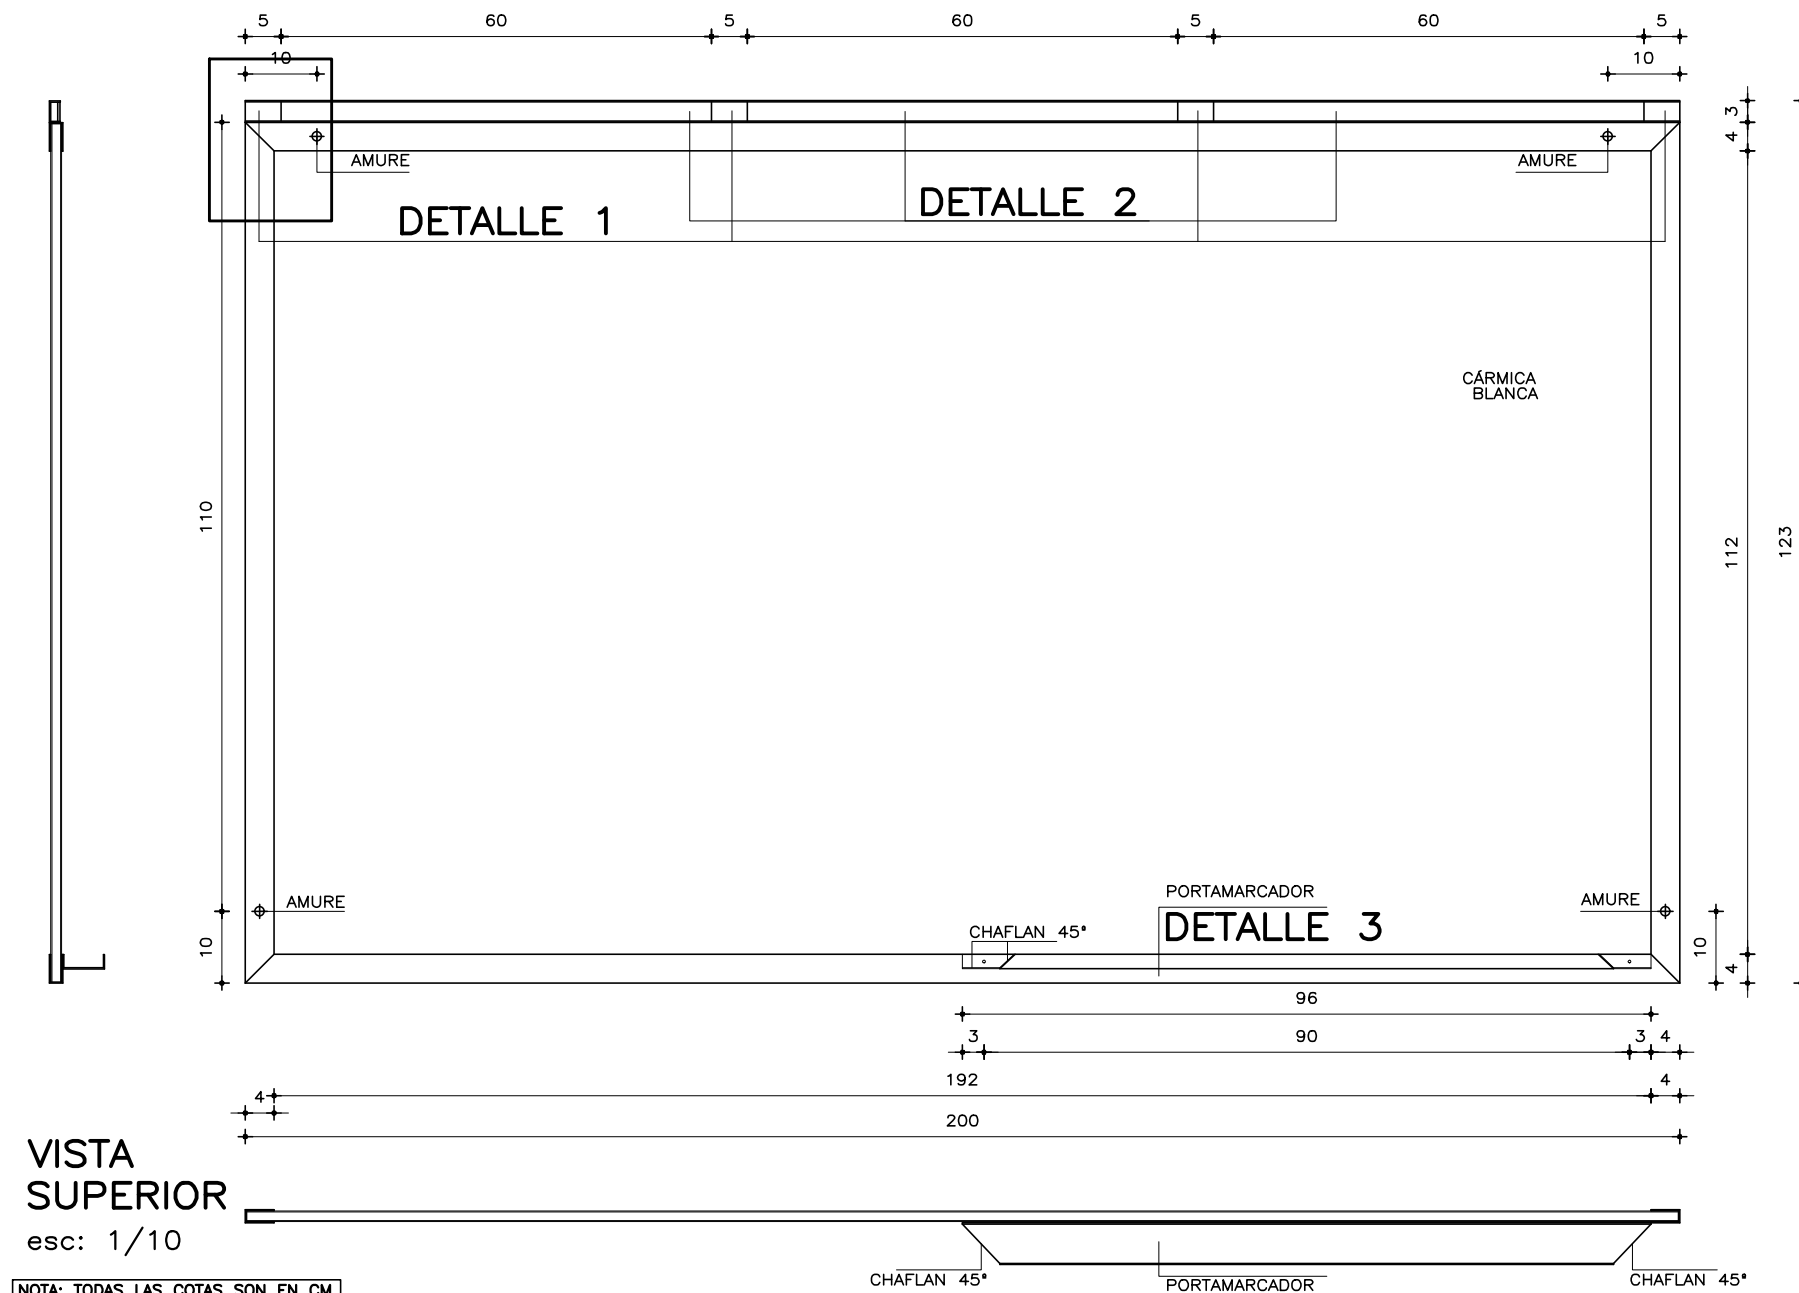 5 60 5 60 5 60 5
10 10
3
4
AMURE AMURE
DETALLE 1
DETALLE 2
CÁRMICA
BLANCA
110
112
123
PORTAMARCADOR
DETALLE 3
AMURE AMURE
CHAFLAN 45°
10 10
4
96
3 90 3 4
192 4
4
200
VISTA
SUPERIOR
esc: 1/10
CHAFLAN 45° PORTAMARCADOR CHAFLAN 45°
NOTA: TODAS LAS COTAS SON EN CM